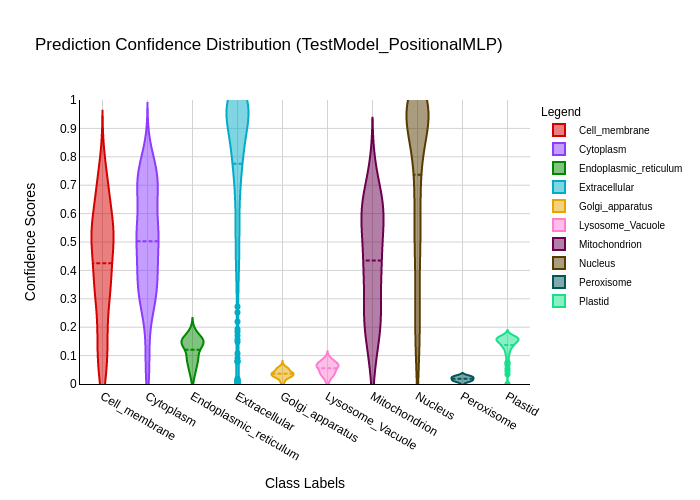 Prediction Confidence Distribution (TestModel_PositionalMLP)
Confidence Scores
1
0.9
0.8
0.7
0.6
0.5
0.4
0.3
0.2
0.1
0
Cell_membrane
Cytoplasm
Endoplasmic_reticulum
Extracellular
Golgi_apparatus
Lysosome_Vacuole
Mitochondrion
Nucleus
Peroxisome
Plastid
Class Labels
Legend
Cell_membrane
Cytoplasm
Endoplasmic_reticulum
Extracellular
Golgi_apparatus
Lysosome_Vacuole
Mitochondrion
Nucleus
Peroxisome
Plastid